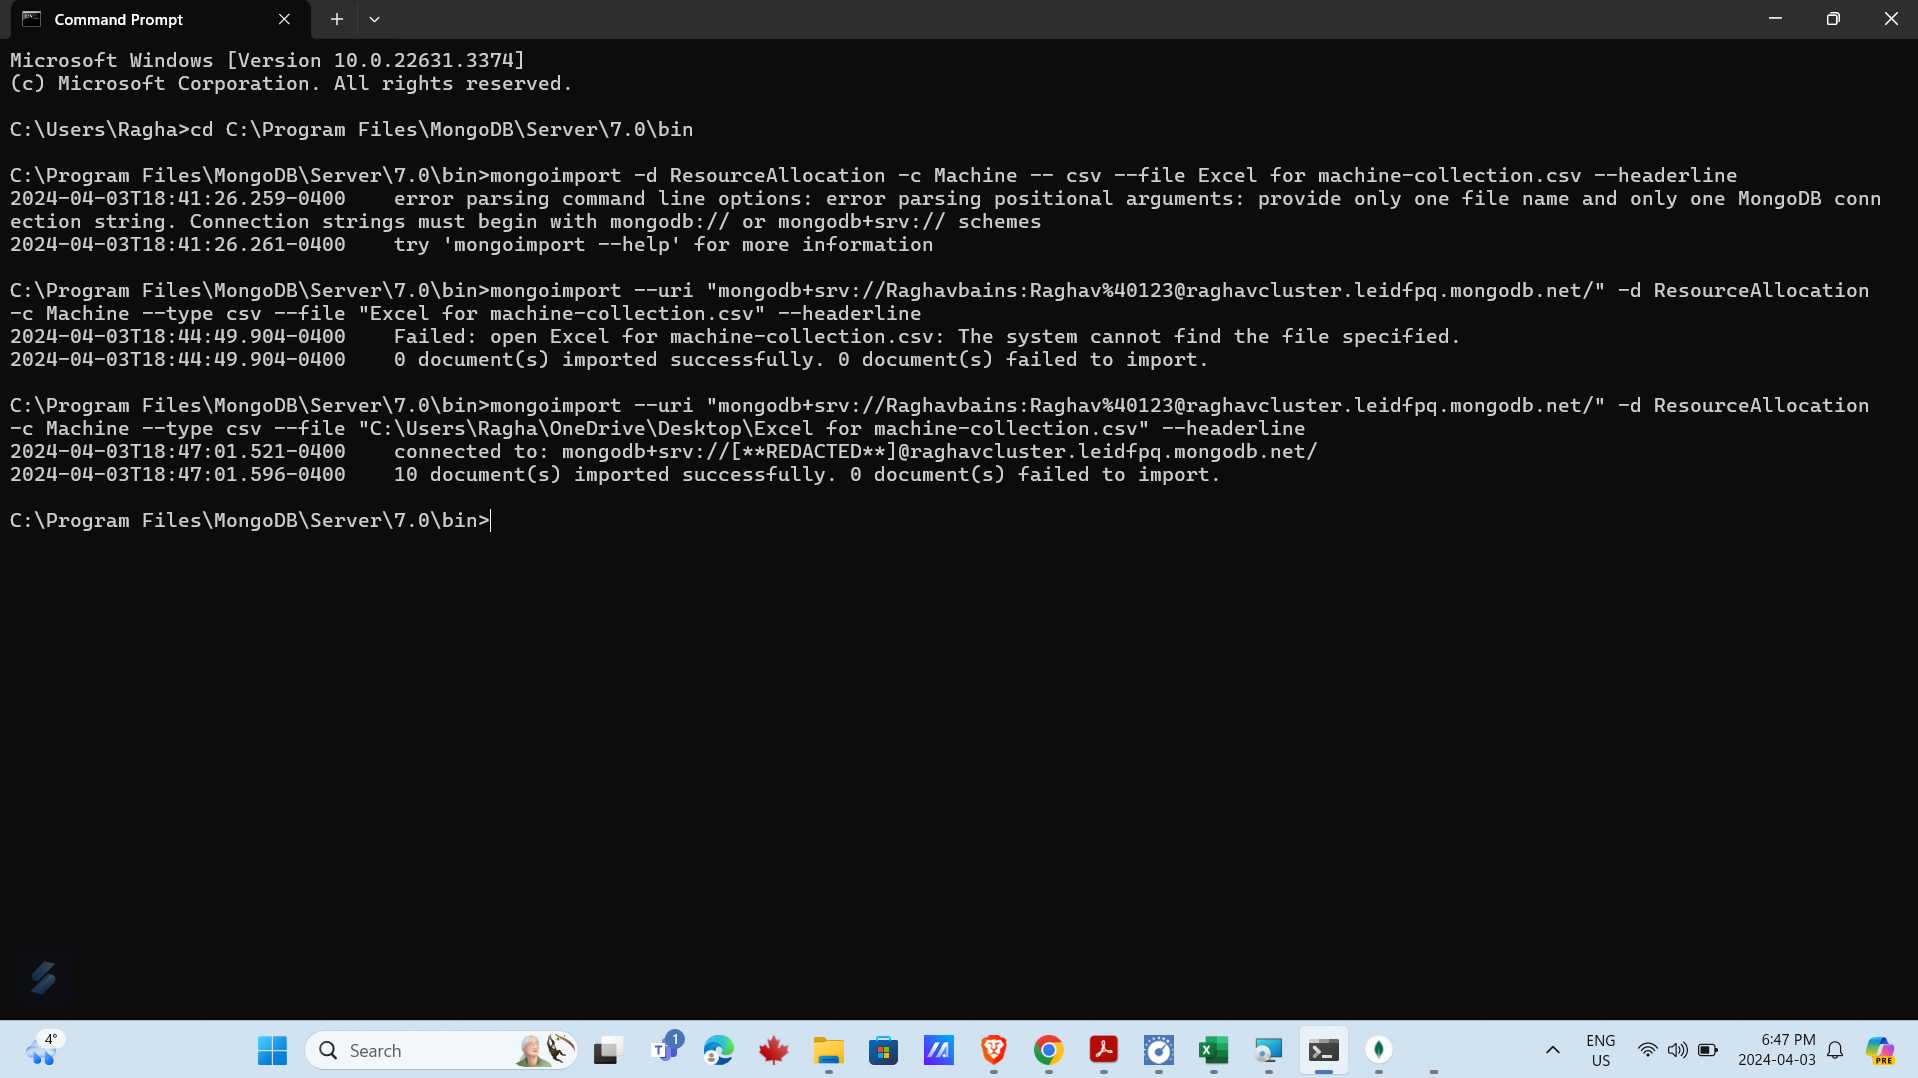 Command Prompt
Microsoft Windows [Version 10.0.22631.3374]
(c) Microsoft Corporation. All rights reserved.
C:\Users\Ragha>cd C:\Program Files\MongoDB\Server\7.0\bin
C:\Program Files\MongoDB\Server\7.0\bin>mongoimport -d ResourceAllocation -c Machine -- csv --file Excel for machine-collection.csv --headerline
2024-04-03T18:41:26.259-0400    error parsing command line options: error parsing positional arguments: provide only one file name and only one MongoDB conn
ection string. Connection strings must begin with mongodb:// or mongodb+srv:// schemes
2024-04-03T18:41:26.261-0400    try 'mongoimport --help' for more information
C:\Program Files\MongoDB\Server\7.0\bin>mongoimport --uri "mongodb+srv://Raghavbains:Raghav%40123@raghavcluster.leidfpq.mongodb.net/" -d ResourceAllocation
-c Machine --type csv --file "Excel for machine-collection.csv" --headerline
2024-04-03T18:44:49.904-0400    Failed: open Excel for machine-collection.csv: The system cannot find the file specified.
2024-04-03T18:44:49.904-0400    0 document(s) imported successfully. 0 document(s) failed to import.
C:\Program Files\MongoDB\Server\7.0\bin>mongoimport --uri "mongodb+srv://Raghavbains:Raghav%40123@raghavcluster.leidfpq.mongodb.net/" -d ResourceAllocation
-c Machine --type csv --file "C:\Users\Ragha\OneDrive\Desktop\Excel for machine-collection.csv" --headerline
2024-04-03T18:47:01.521-0400    connected to: mongodb+srv://[**REDACTED**]@raghavcluster.leidfpq.mongodb.net/
2024-04-03T18:47:01.596-0400    10 document(s) imported successfully. 0 document(s) failed to import.
C:\Program Files\MongoDB\Server\7.0\bin>
4°
Search
1
ENG
US
6:47 PM
2024-04-03
PRE